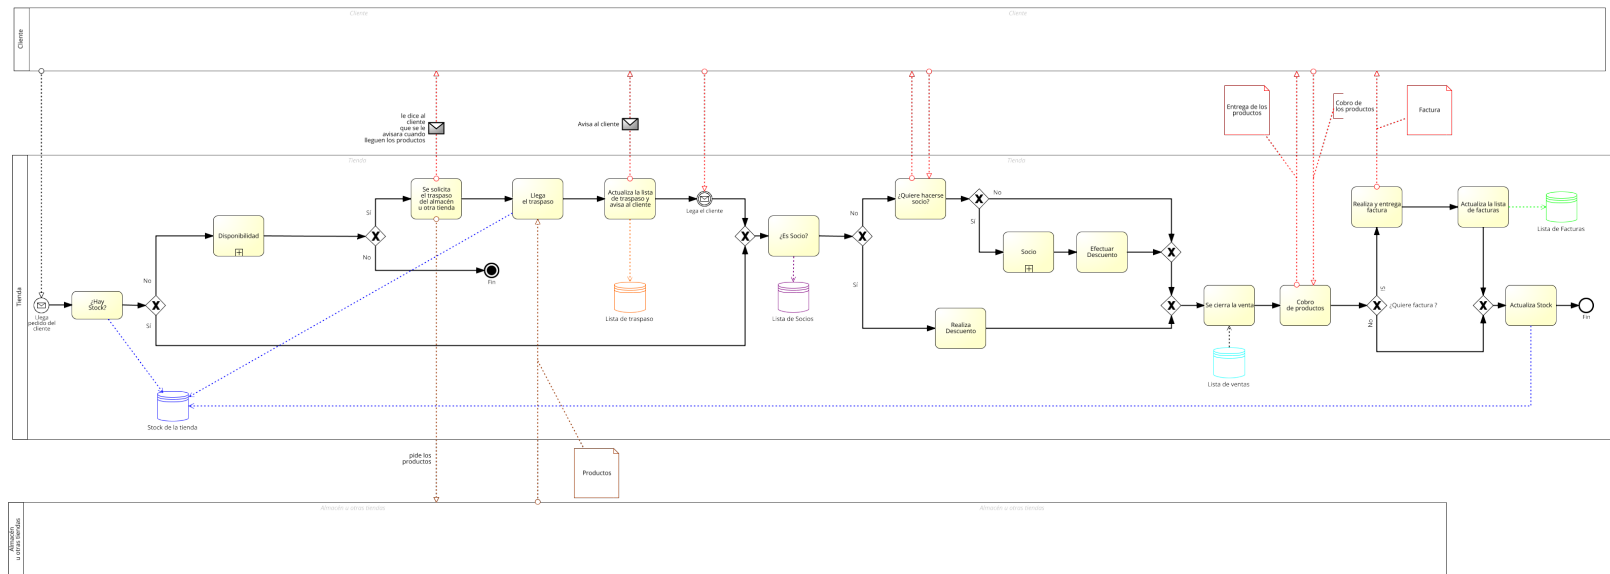 Cliente
Cliente
Cliente
le dice al
cliente
que se le
avisara cuando
lleguen los productos
Avisa al cliente
Entrega de los
productos
Cobro de
los productos
Factura
Tienda
Tienda
Tienda
Llega
pedido del
cliente
¿Hay
Stock?
No
Sí
Disponibilidad
Sí
No
Se solicita
el traspaso
del almacén
u otra tienda
Fin
Llega
el traspaso
Actualiza la lista
de traspaso y
avisa al cliente
Lega el cliente
Lista de traspaso
¿Es Socio?
Lista de Socios
No
Sí
¿Quiere hacerse
socio?
No
Sí
Socio
Efectuar
Descuento
Realiza
Descuento
Se cierra la venta
Lista de ventas
Cobro
de productos
¿Quiere factura ?
Sí
No
Realiza y entrega
factura
Actualiza la lista
de facturas
Lista de Facturas
Actualiza Stock
Fin
Stock de la tienda
pide los
productos
Productos
Almacén
u otras tiendas
Almacén u otras tiendas
Almacén u otras tiendas